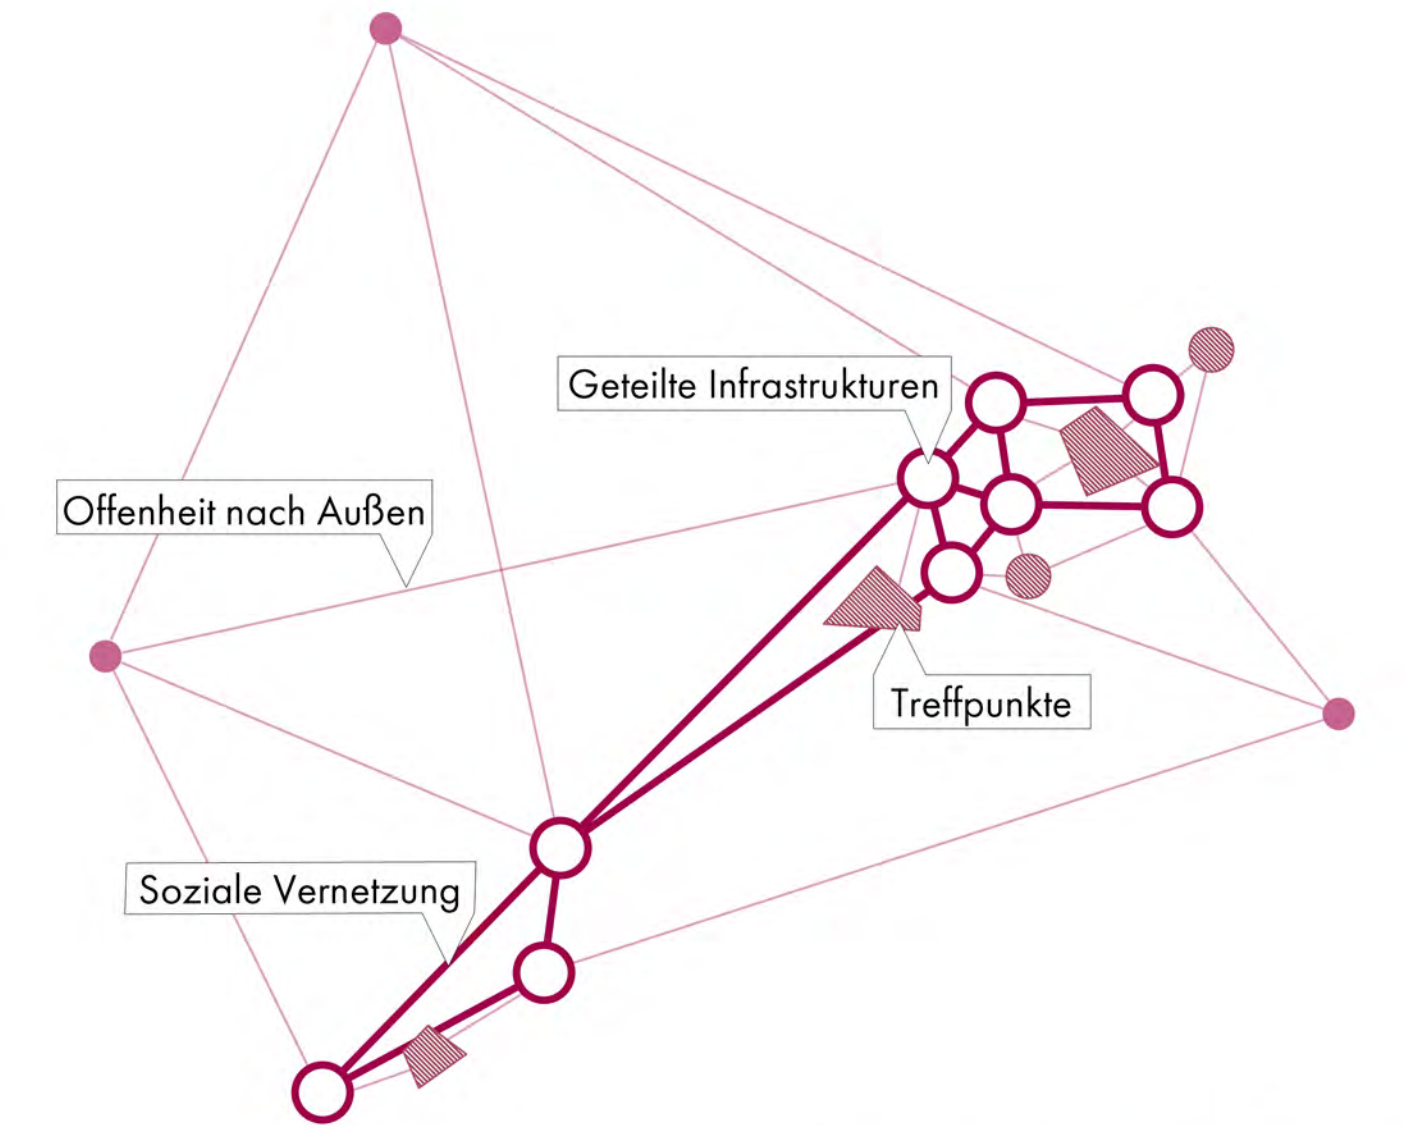 Geteilte Infrastrukturen
Offenheit nach Außen
Treffpunkte
Soziale Vernetzung